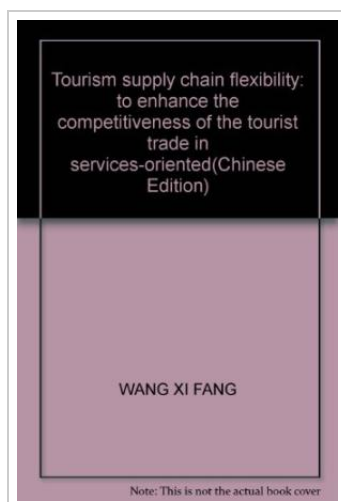 Tourism supply chain flexibility:
to enhance the
competitiveness of the tourist
trade in
services-oriented(Chinese
Edition)
WANG XI FANG
Note: This is not the actual book cover